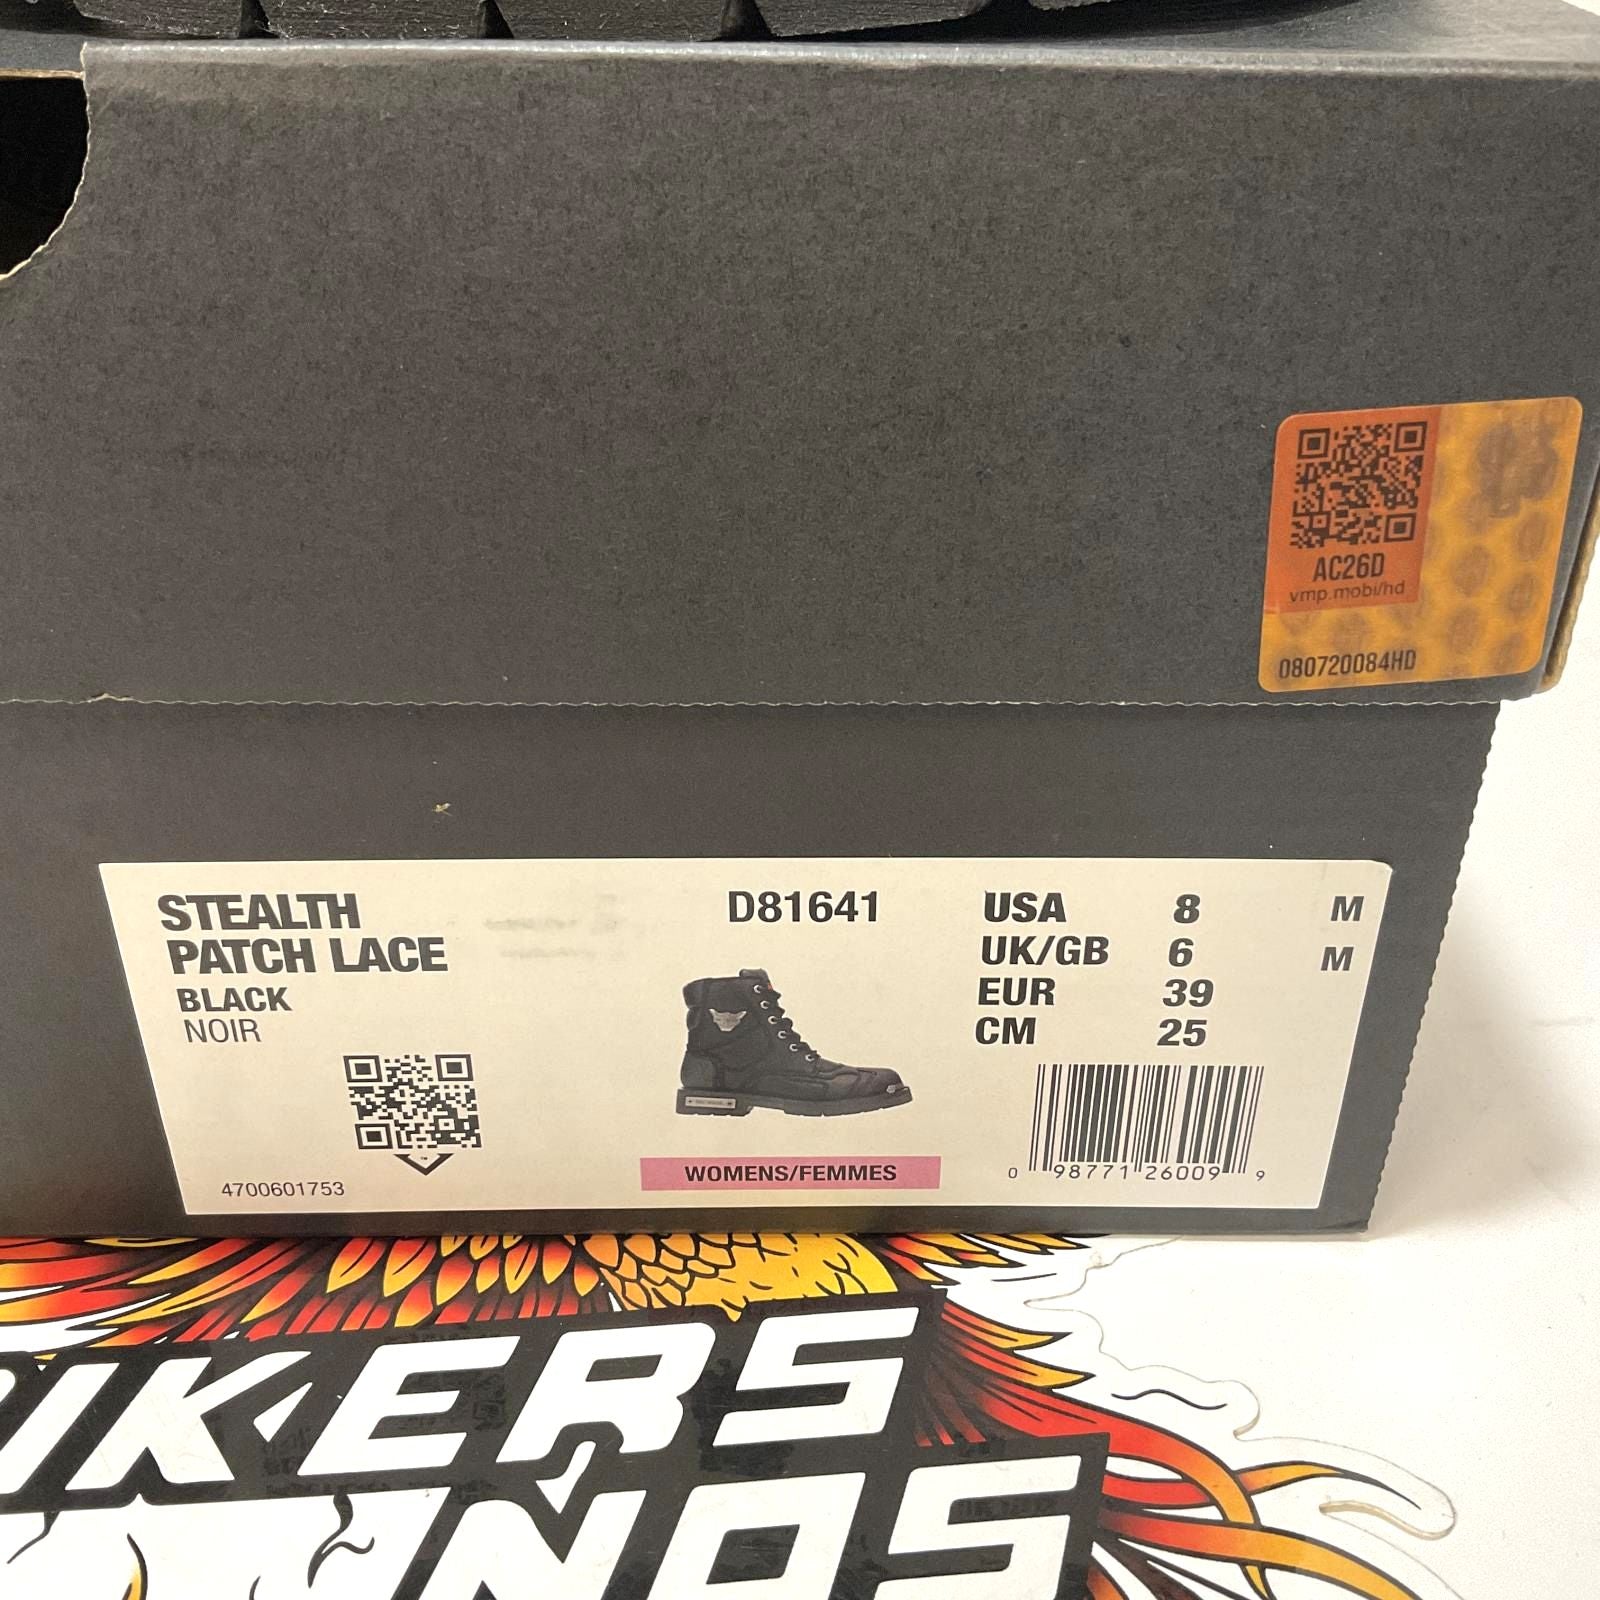 AC26D
vmp.mobi/hd
080720084HD
STEALTH
PATCH LACE
BLACK
NOIR
4700601753
D81641
WOMENS/FEMMES
USA 8 M
UK/GB 6 M
EUR 39
CM 25
0 98771 26009 9
IKERS